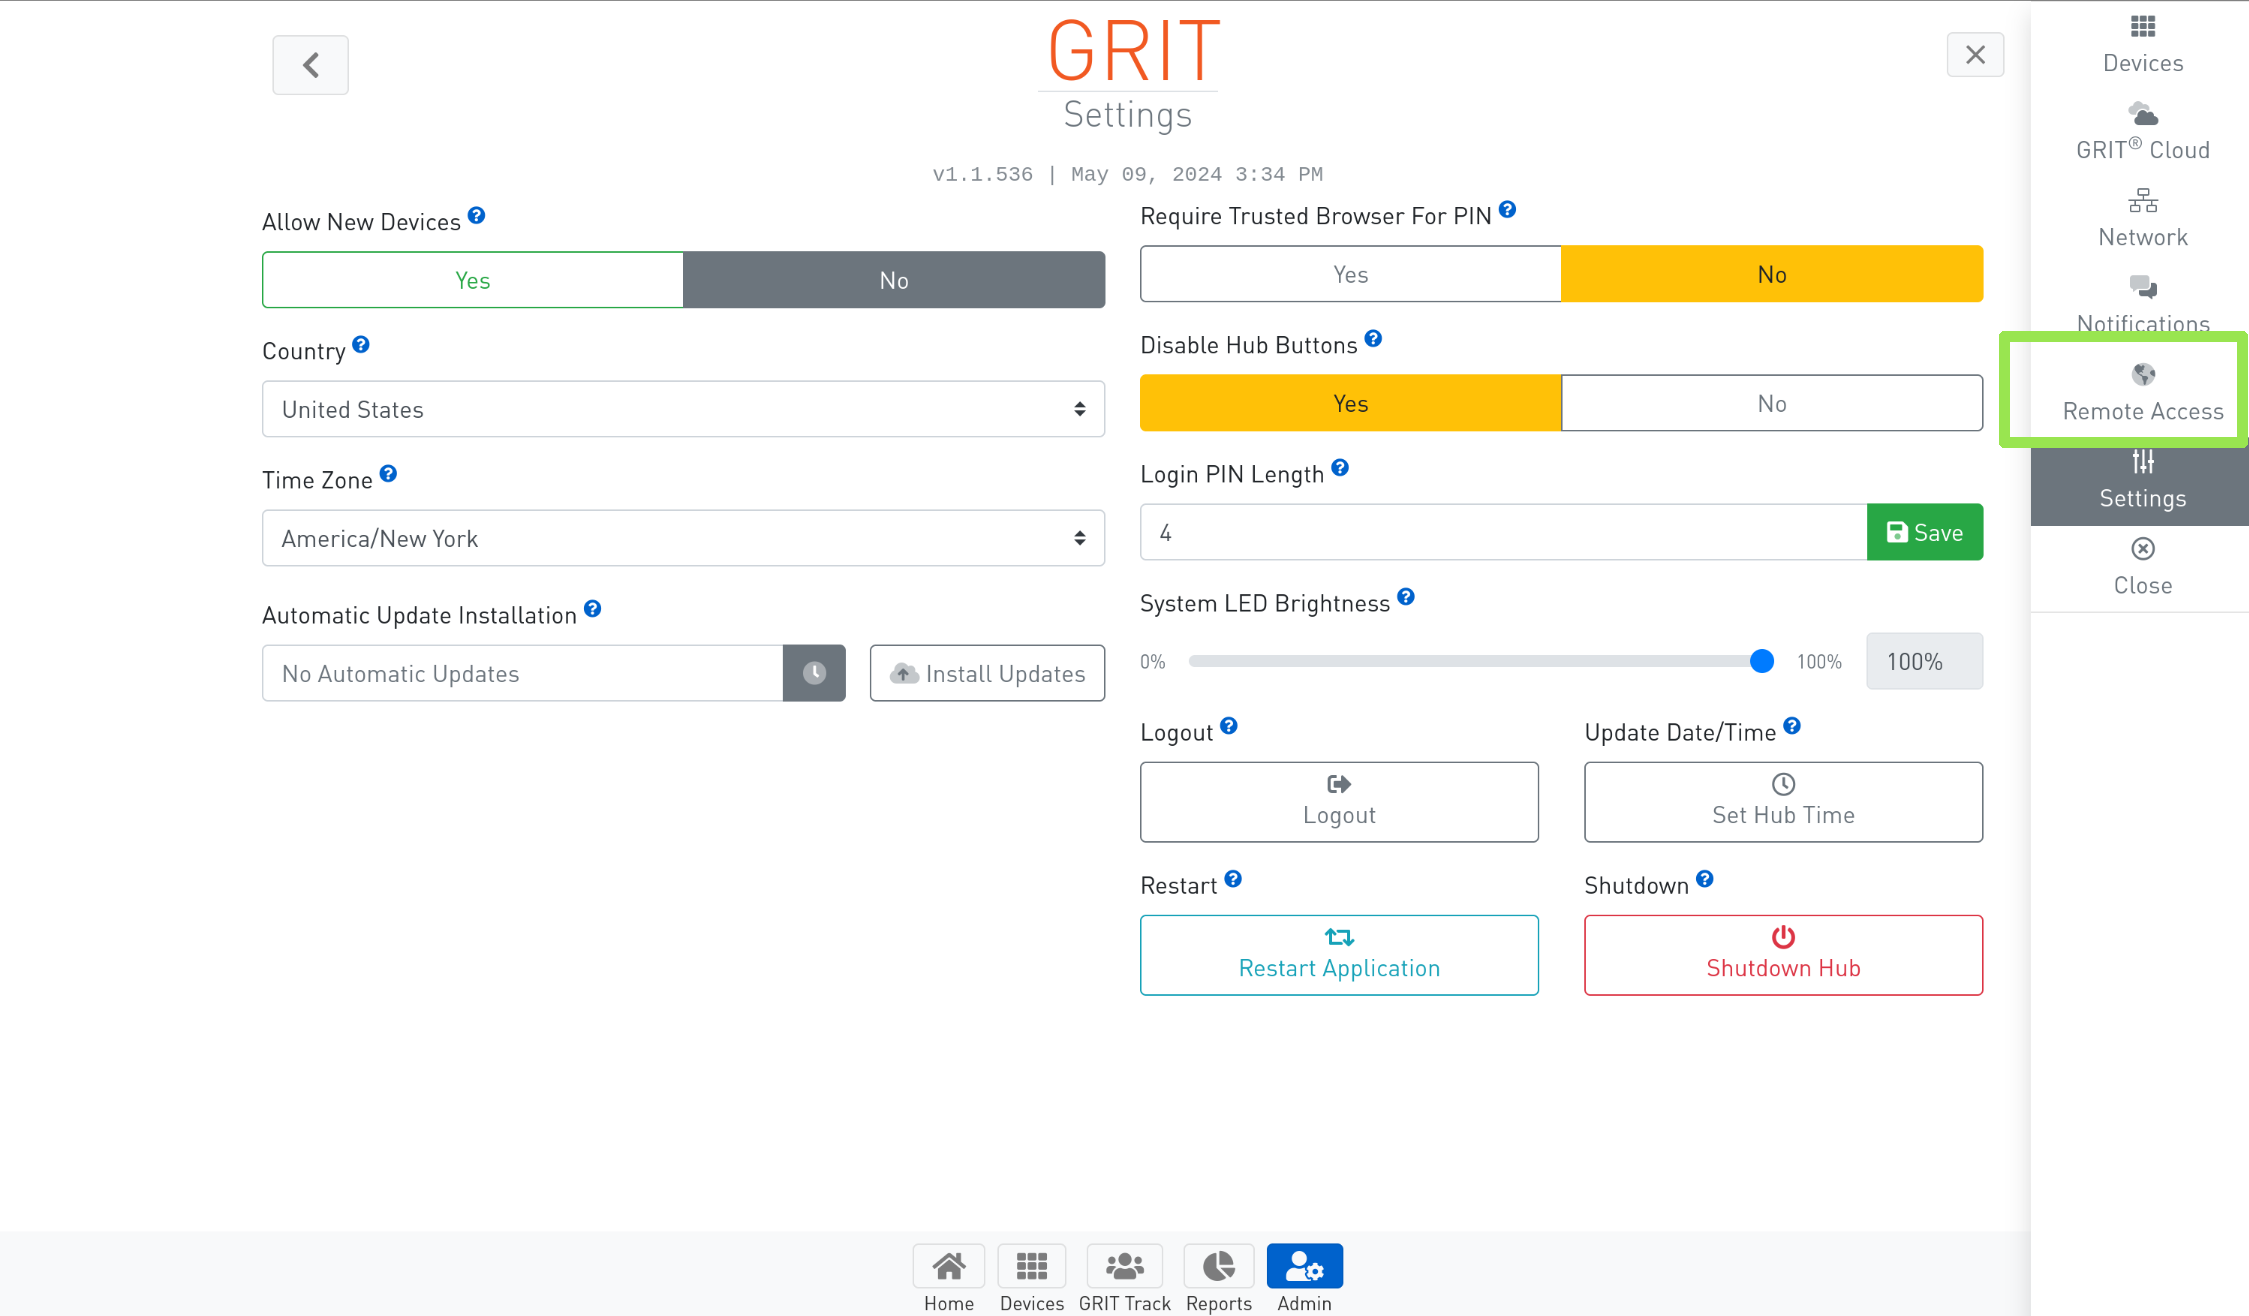 GRIT
Settings
v1.1.536 | May 09, 2024 3:34 PM
Allow New Devices
Yes
No
Country
United States
Time Zone
America/New York
Automatic Update Installation
No Automatic Updates
Install Updates
Require Trusted Browser For PIN
Yes
No
Disable Hub Buttons
Yes
No
Login PIN Length
4
Save
System LED Brightness
0%
100%
100%
Logout
Logout
Update Date/Time
Set Hub Time
Restart
Restart Application
Shutdown
Shutdown Hub
Devices
GRIT® Cloud
Network
Notifications
Remote Access
Settings
Close
Home
Devices
GRIT Track
Reports
Admin